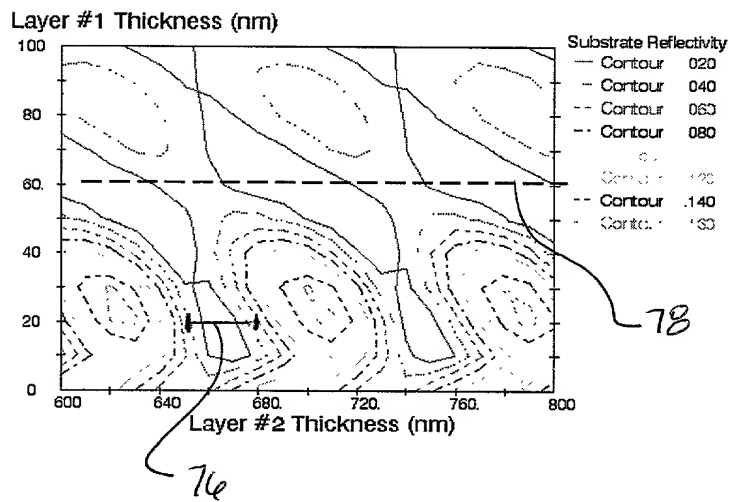 Layer #1 Thickness (nm)
100
80
60.
40
20
0
600
640
680.
720.
760.
800
Layer #2 Thickness (nm)
Substrate Reflectivity
Contour 020
Contour 040
Contour 060
Contour 080
Contour .140
Contour
78
76